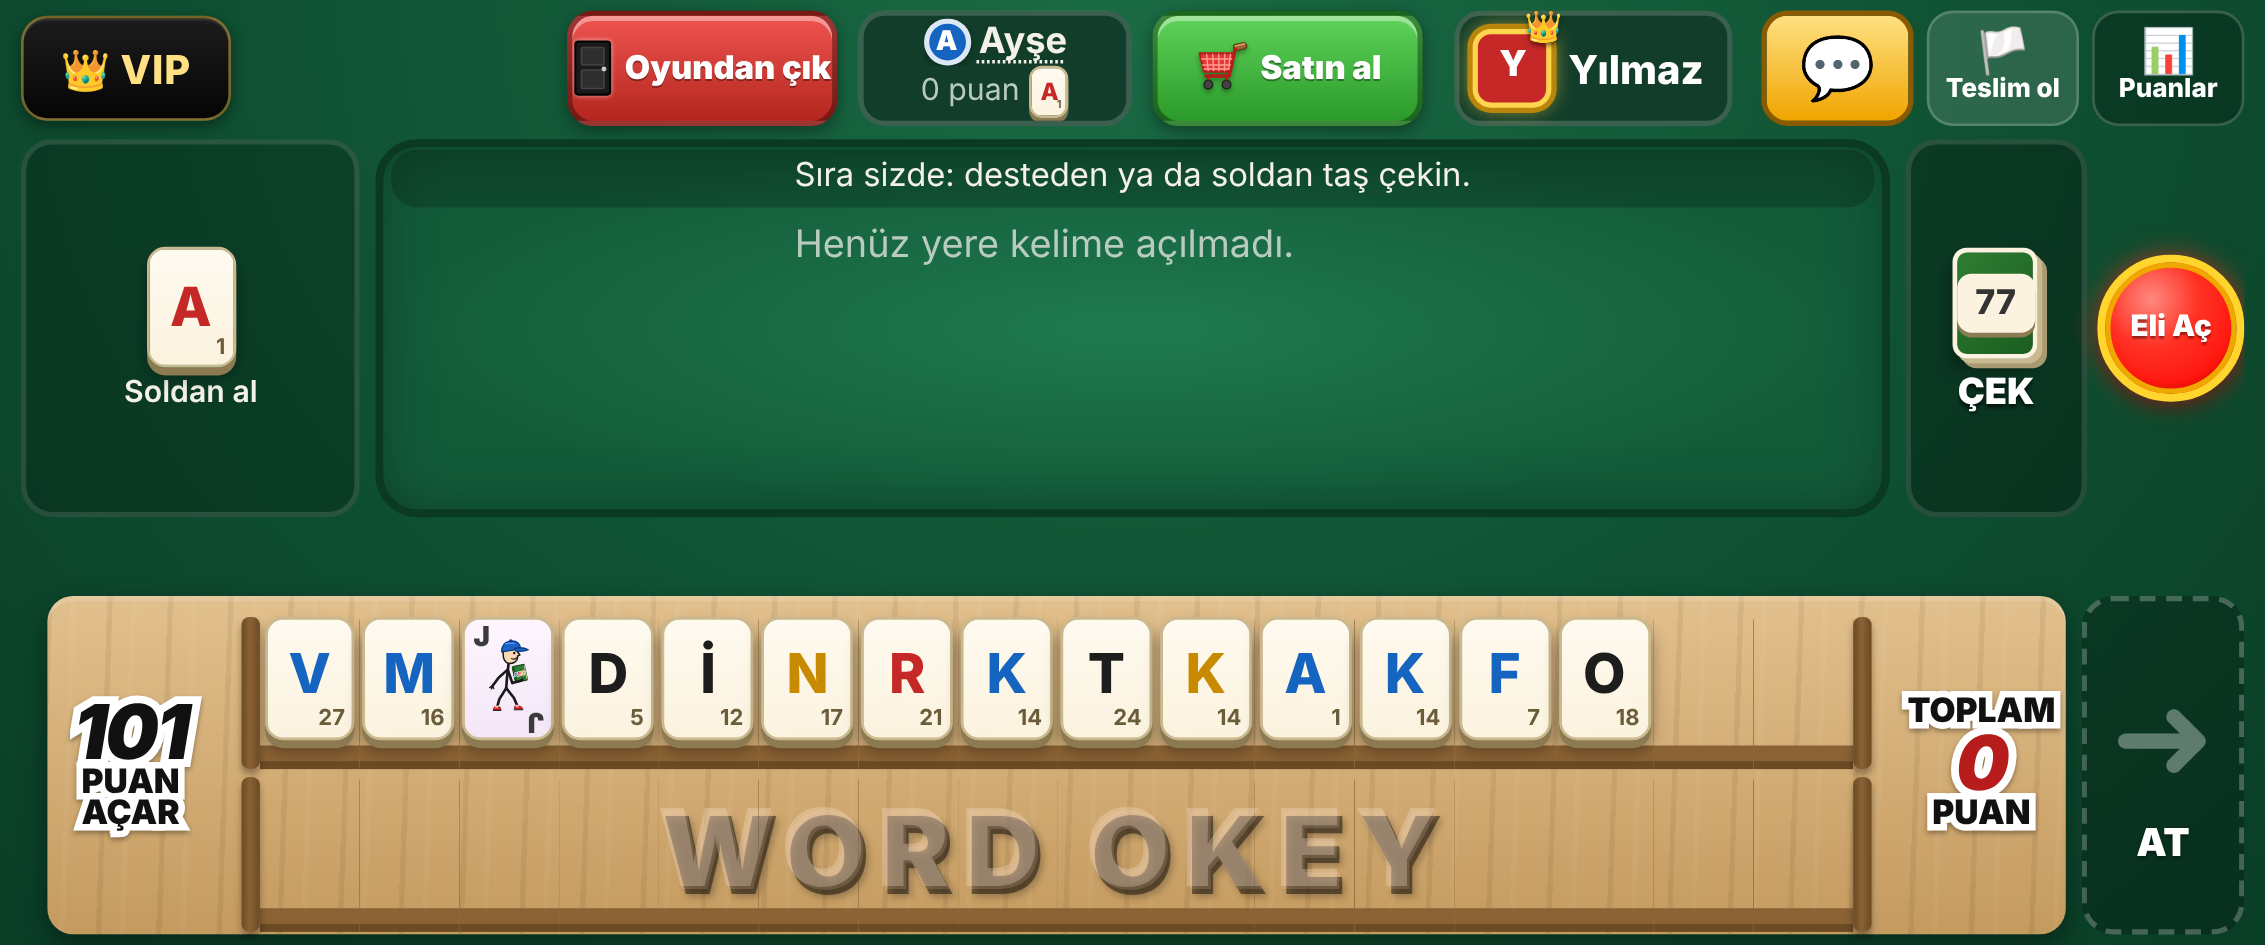 👑 VIP
Oyundan çık
A Ayşe
0 puan A 1
Satın al
Y Yılmaz
Teslim ol
Puanlar
Sıra sizde: desteden ya da soldan taş çekin.
Henüz yere kelime açılmadı.
A
1
Soldan al
77
ÇEK
Eli Aç
101
PUAN
AÇAR
V M J D İ N R K T K A K F O
27 16 J 5 12 17 21 14 24 14 1 14 7 18
WORD OKEY
TOPLAM
0
PUAN
AT